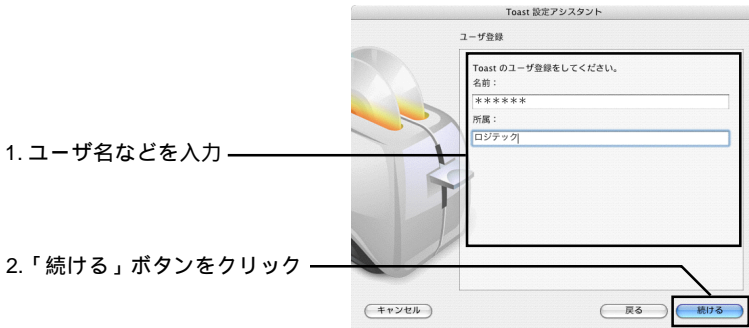 Toast 設定アシスタント
ユーザ登録
Toast のユーザ登録をしてください。
名前：
******
所属：
ロジテック
1. ユーザ名などを入力
2.「続ける」ボタンをクリック
キャンセル
戻る
続ける